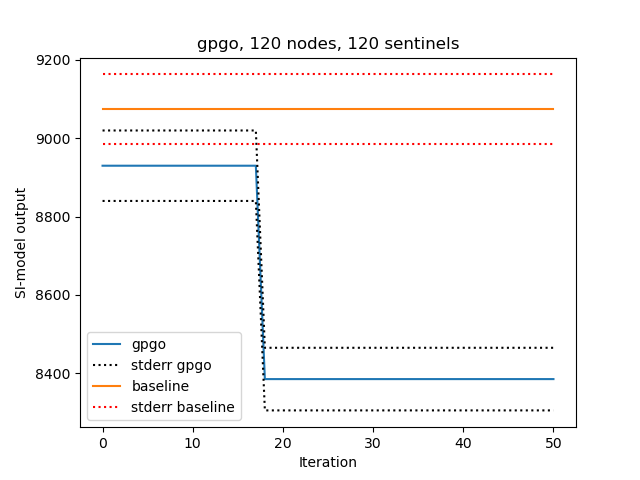 gpgo, 120 nodes, 120 sentinels
9200
9000
8800
8600
8400
SI-model output
gpgo
stderr gpgo
baseline
stderr baseline
0 10 20 30 40 50
Iteration